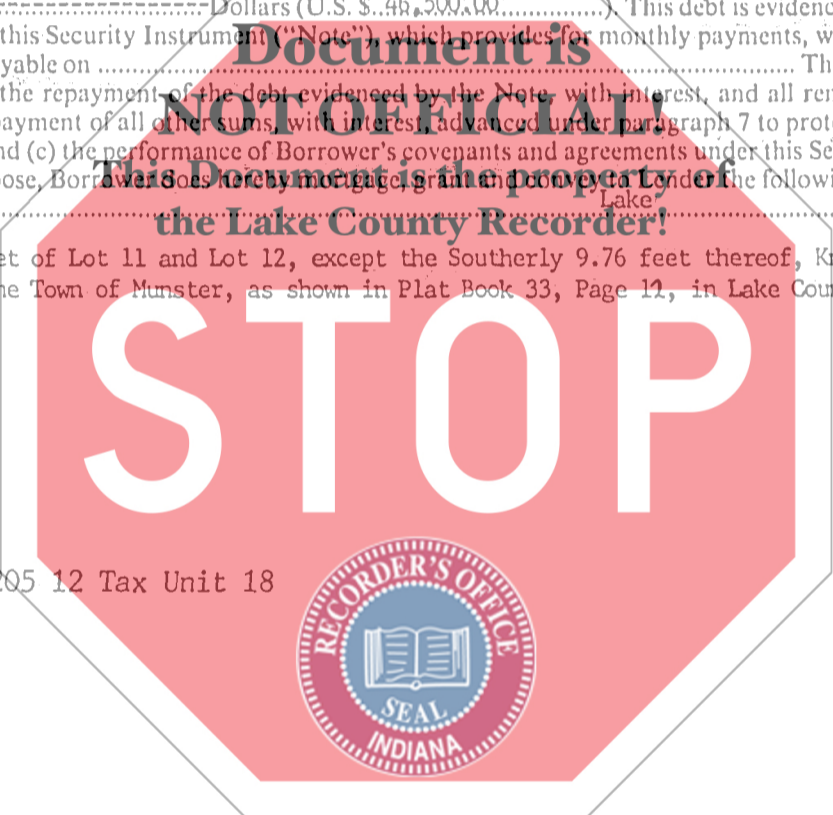 Dollars (U.S. $..46,500.00..............). This debt is evidenc
Document is
this Security Instrument (“Note”), which provides for monthly payments, w
yable on ............................................................................................ Th
the repayment of the debt evidenced by the Note, with interest, and all ren
NOT OFFICIAL!
ayment of all other sums, with interest, advanced under paragraph 7 to prote
nd (c) the performance of Borrower's covenants and agreements under this Se
This Document is the property of
ose, Borrower does hereby mortgage, grant and convey to Lender the followi
Lake
the Lake County Recorder!
et of Lot 11 and Lot 12, except the Southerly 9.76 feet thereof, K
he Town of Munster, as shown in Plat Book 33, Page 12, in Lake Coun
STOP
205 12 Tax Unit 18
RECORDER'S OFFICE
SEAL
INDIANA